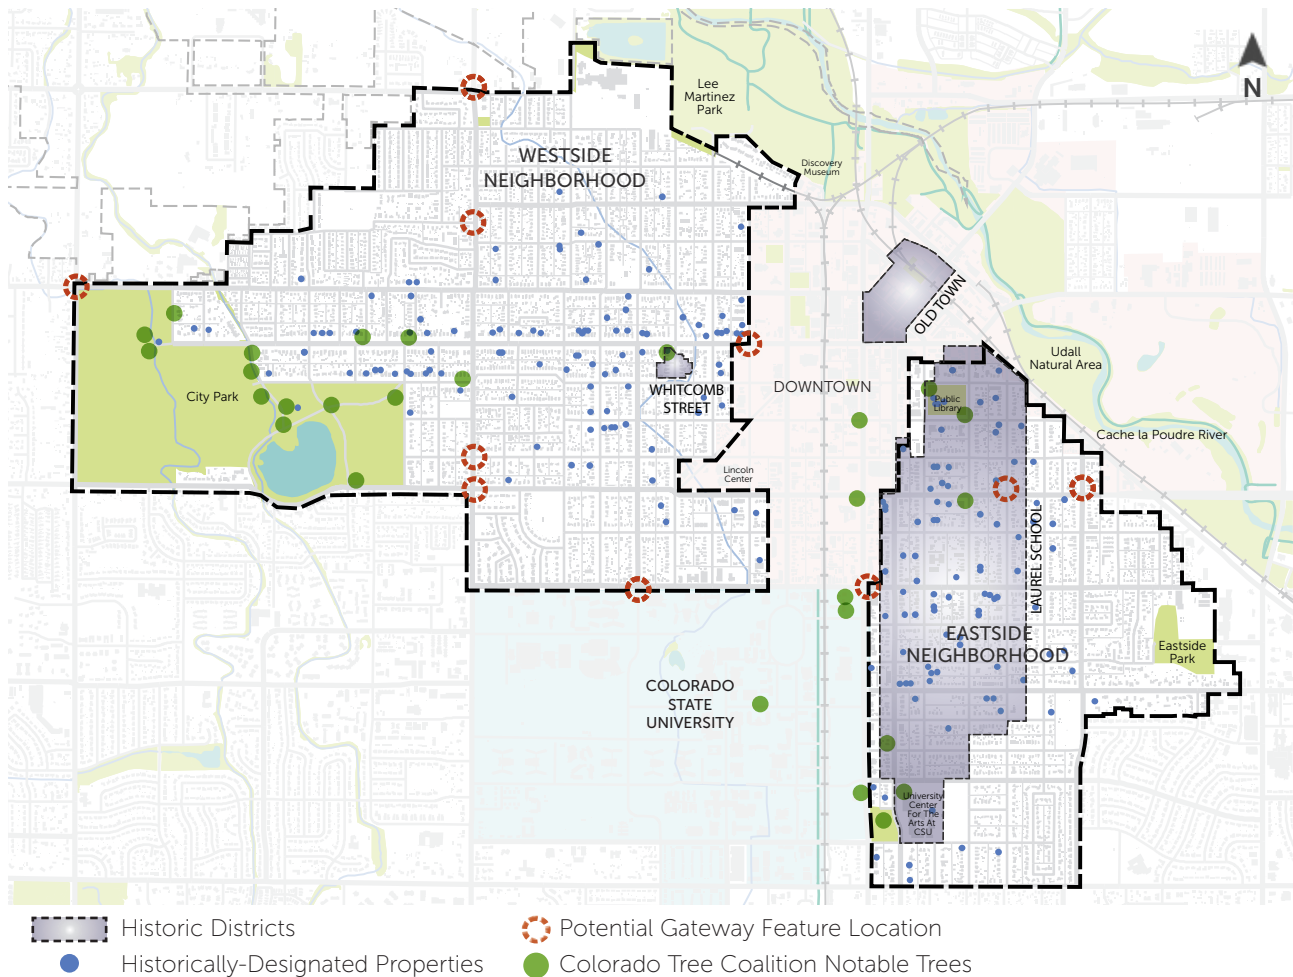 Lee
Martinez
Park
N
WESTSIDE
NEIGHBORHOOD
Discovery
Museum
OLD TOWN
Udall
Natural Area
City Park
WHITCOMB
STREET
DOWNTOWN
Public
Library
Cache la Poudre River
Lincoln
Center
LAUREL SCHOOL
EASTSIDE
NEIGHBORHOOD
Eastside
Park
COLORADO
STATE
UNIVERSITY
University
Center
For The
Arts At
CSU
Historic Districts
Potential Gateway Feature Location
Historically-Designated Properties
Colorado Tree Coalition Notable Trees